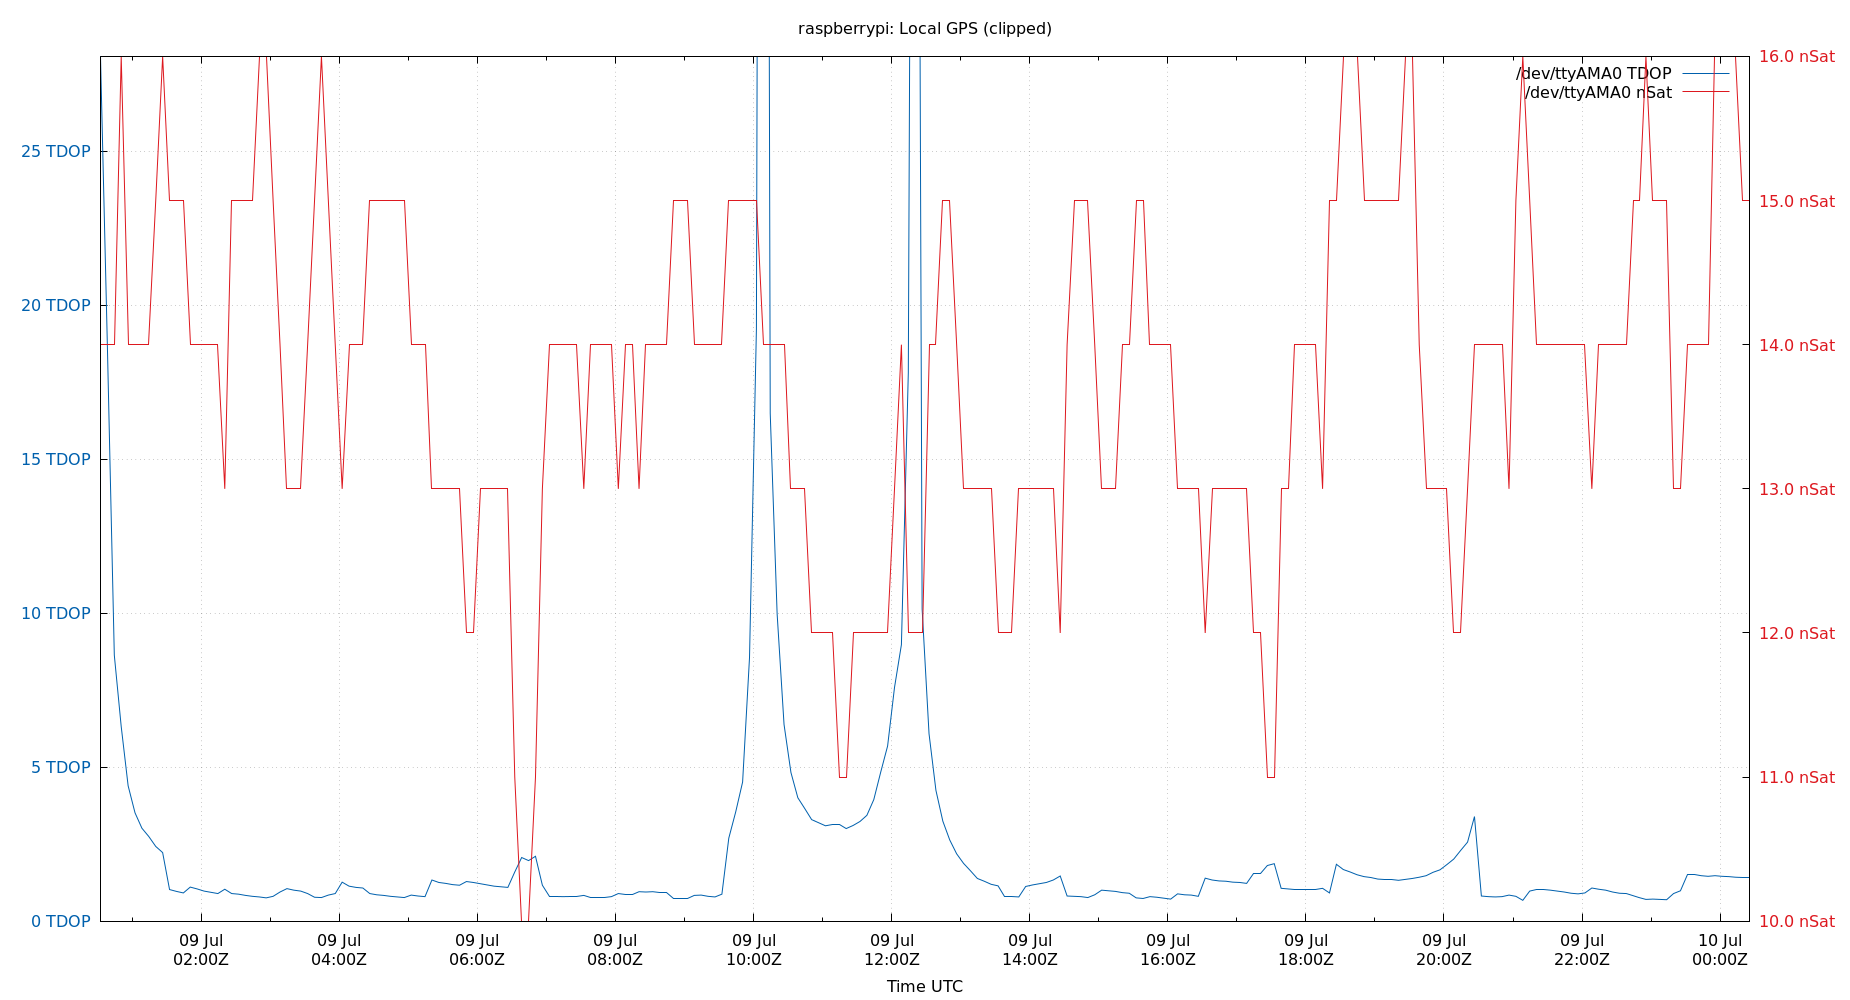 raspberrypi: Local GPS (clipped)
/dev/ttyAMA0 TDOP
/dev/ttyAMA0 nSat
25 TDOP
20 TDOP
15 TDOP
10 TDOP
5 TDOP
0 TDOP
16.0 nSat
15.0 nSat
14.0 nSat
13.0 nSat
12.0 nSat
11.0 nSat
10.0 nSat
09 Jul
02:00Z
09 Jul
04:00Z
09 Jul
06:00Z
09 Jul
08:00Z
09 Jul
10:00Z
09 Jul
12:00Z
09 Jul
14:00Z
09 Jul
16:00Z
09 Jul
18:00Z
09 Jul
20:00Z
09 Jul
22:00Z
10 Jul
00:00Z
Time UTC